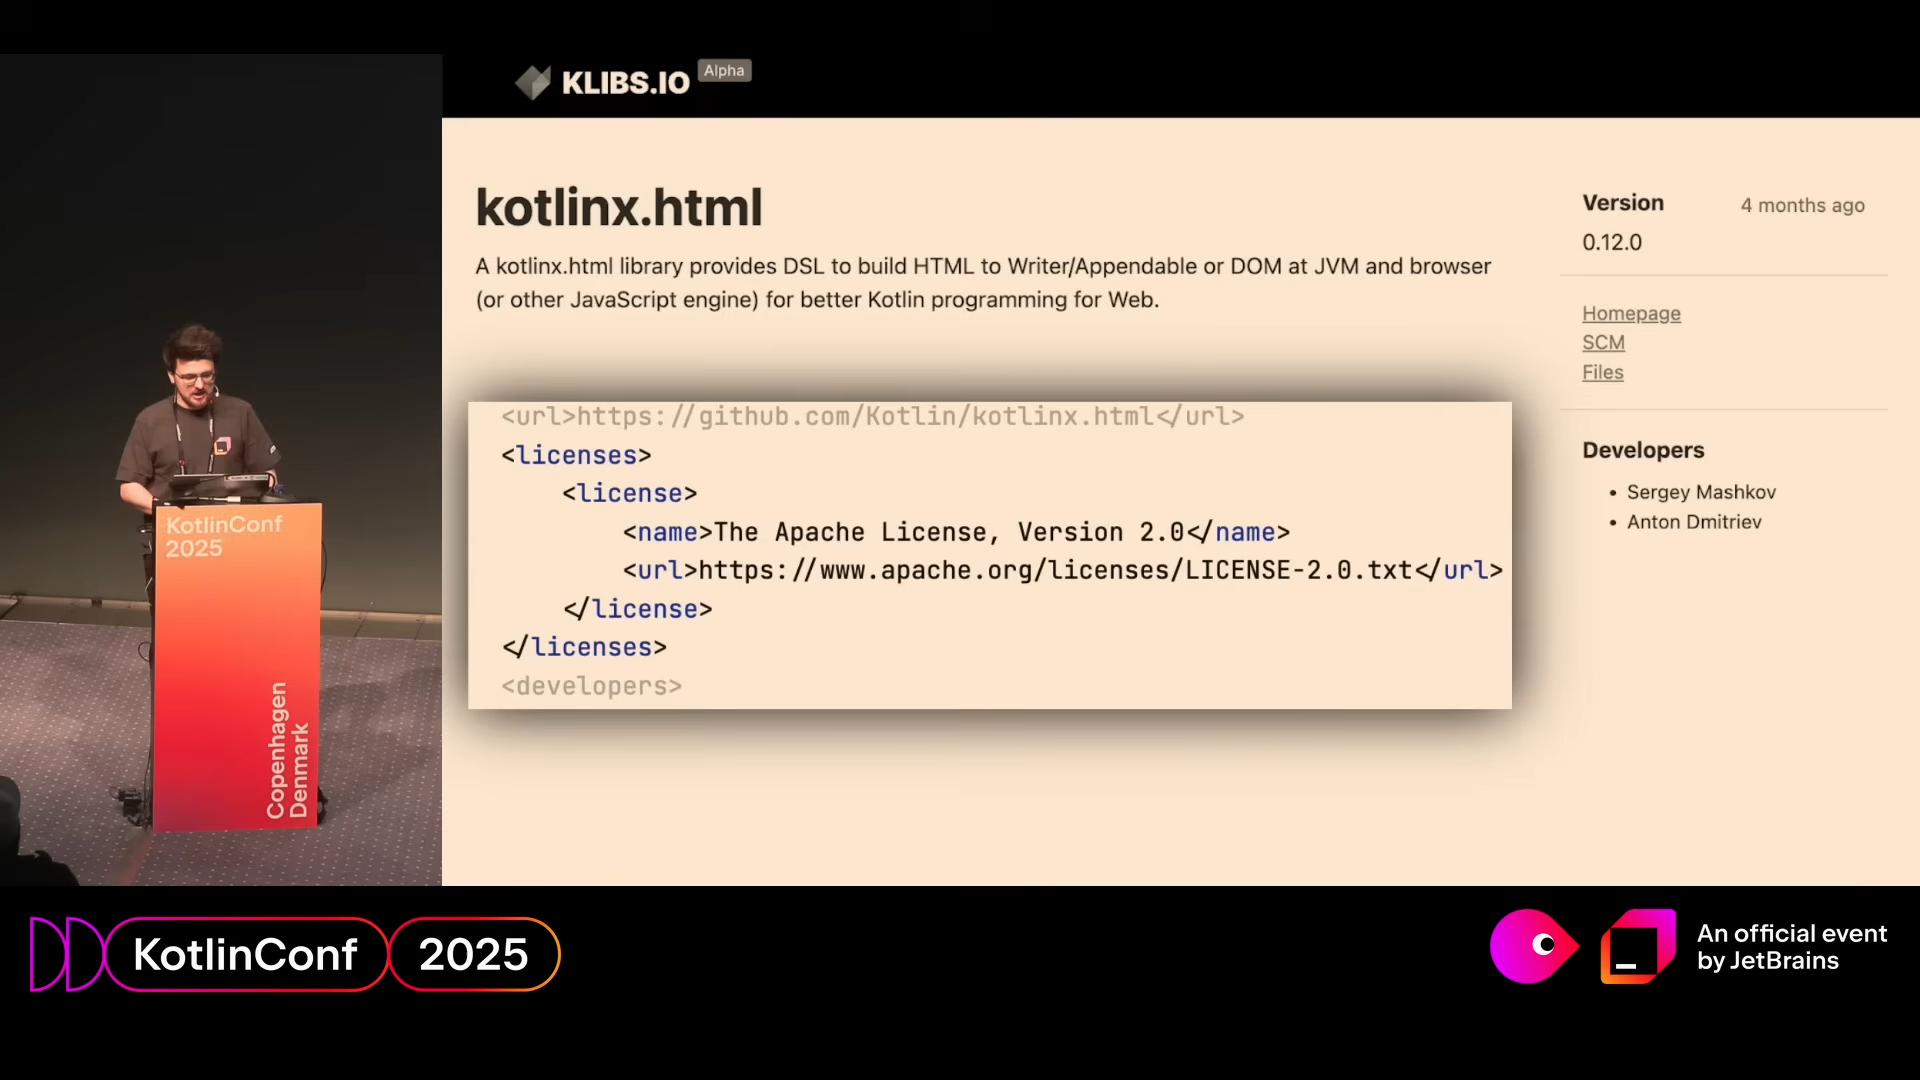 KLIBS.IO Alpha
kotlinx.html
A kotlinx.html library provides DSL to build HTML to Writer/Appendable or DOM at JVM and browser
(or other JavaScript engine) for better Kotlin programming for Web.
<url>https://github.com/Kotlin/kotlinx.html</url>
<licenses>
<license>
<name>The Apache License, Version 2.0</name>
<url>https://www.apache.org/licenses/LICENSE-2.0.txt</url>
</license>
</licenses>
<developers>
Version 4 months ago
0.12.0
Homepage
SCM
Files
Developers
• Sergey Mashkov
• Anton Dmitriev
KotlinConf
2025
Copenhagen
Denmark
KotlinConf 2025
An official event
by JetBrains